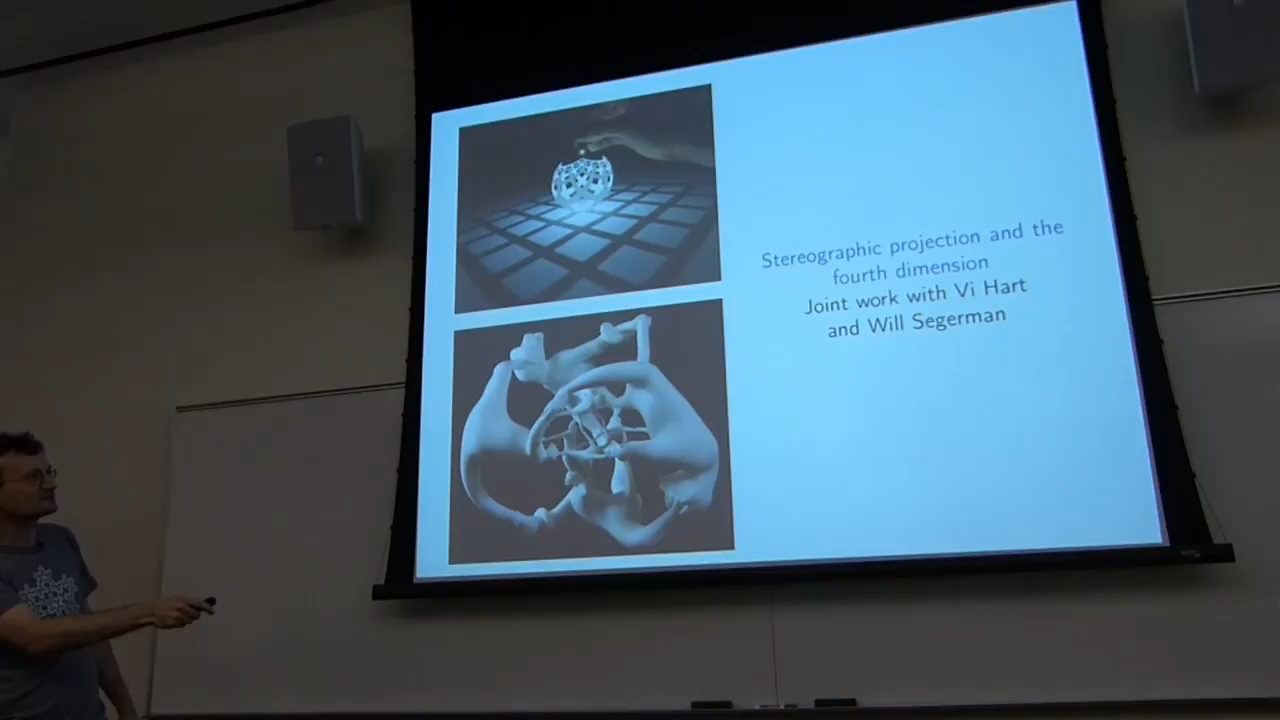 Stereographic projection and the
fourth dimension
Joint work with Vi Hart
and Will Segerman